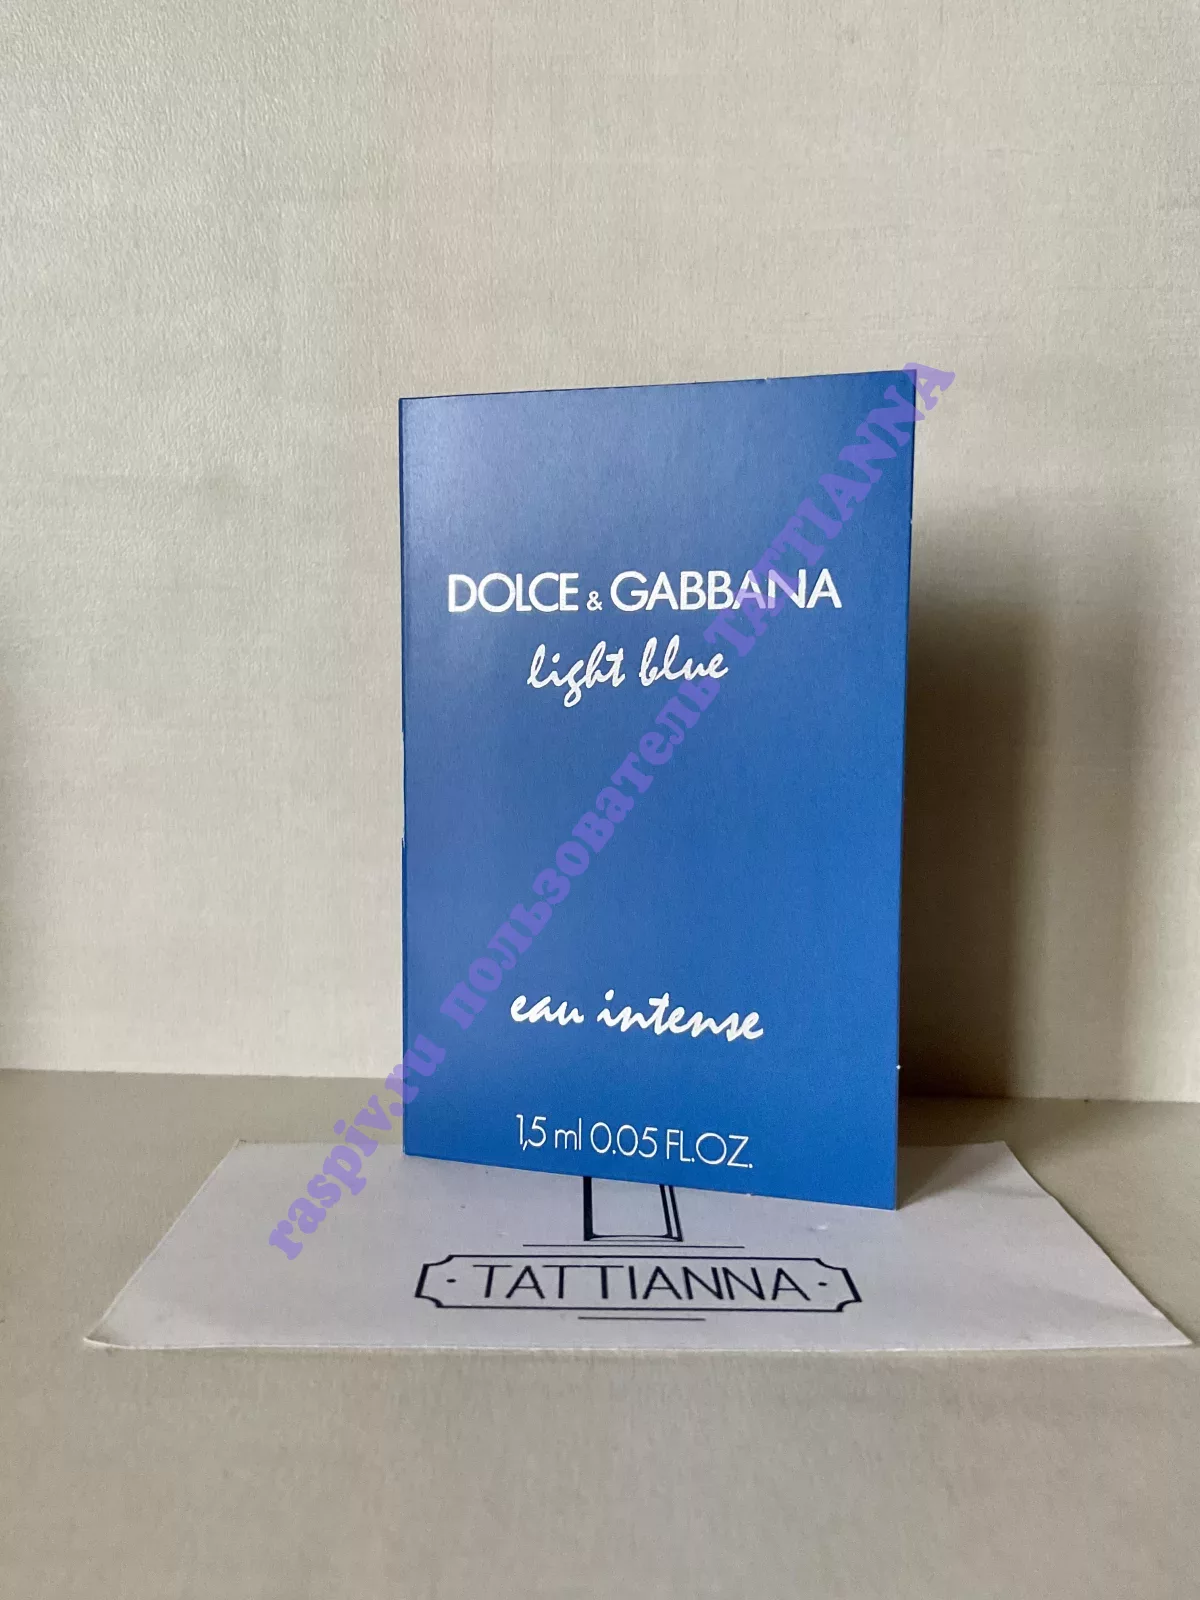 DOLCE & GABBANA
light blue
eau intense
1,5 ml 0.05 FL.OZ.
· TATTIANNA ·
raspiv.ru пользователь TATTIANNA